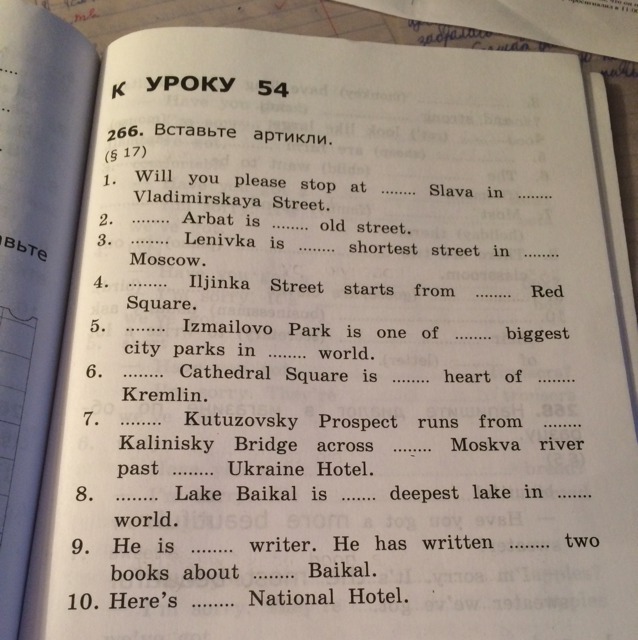 К УРОКУ 54
266. Вставьте артикли.
(§ 17)
1. Will you please stop at ........ Slava in ........
Vladimirskaya Street.
2. ........ Arbat is ........ old street.
3. ........ Lenivka is ........ shortest street in ........
Moscow.
4. ........ Iljinka Street starts from ........ Red
Square.
5. ........ Izmailovo Park is one of ........ biggest
city parks in ........ world.
6. ........ Cathedral Square is ........ heart of ........
Kremlin.
7. ........ Kutuzovsky Prospect runs from ........
Kalinisky Bridge across ........ Moskva river
past ........ Ukraine Hotel.
8. ........ Lake Baikal is ....... deepest lake in .......
world.
9. He is ........ writer. He has written ........ two
books about ........ Baikal.
10. Here's ........ National Hotel.